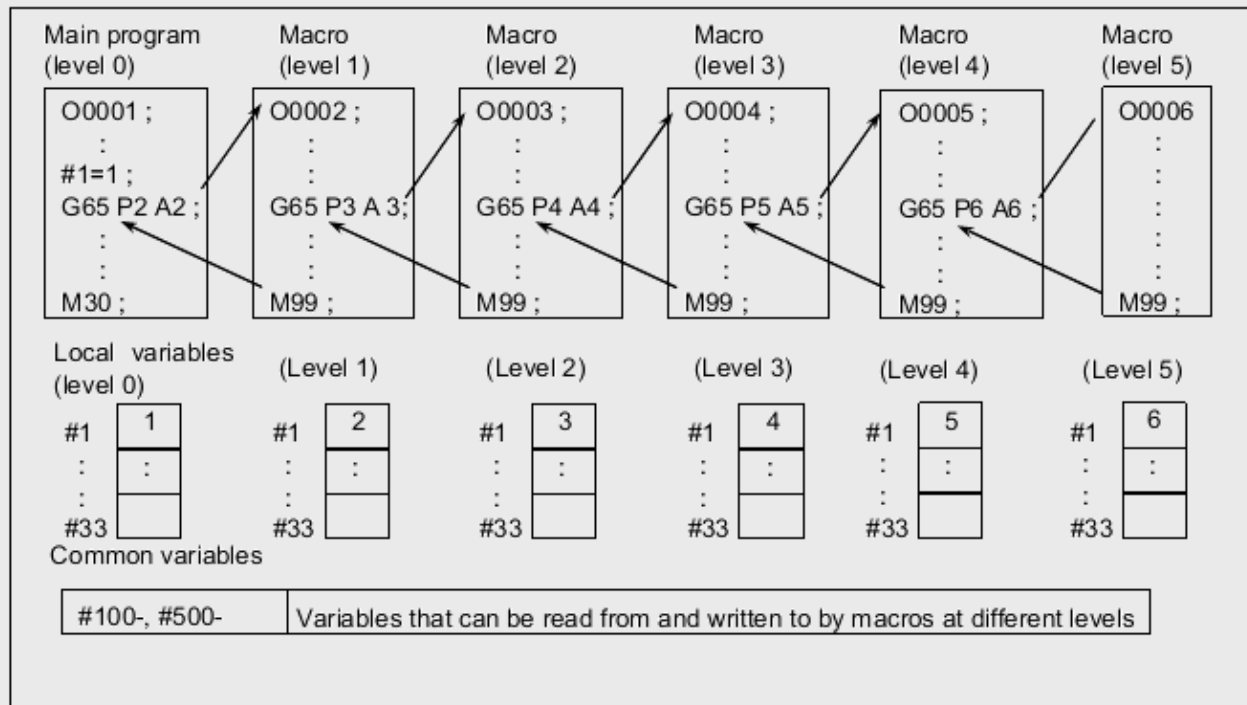 Main program
(level 0)
Macro
(level 1)
Macro
(level 2)
Macro
(level 3)
Macro
(level 4)
Macro
(level 5)
O0001 ;
:
#1=1 ;
G65 P2 A2 ;
:
:
M30 ;
O0002 ;
:
:
G65 P3 A 3;
:
:
M99 ;
O0003 ;
:
:
G65 P4 A4 ;
:
:
M99 ;
O0004 ;
:
:
G65 P5 A5 ;
:
:
M99 ;
O0005 ;
:
:
G65 P6 A6 ;
:
:
M99 ;
O0006
:
:
:
:
:
M99 ;
Local variables
(level 0)
(Level 1)
(Level 2)
(Level 3)
(Level 4)
(Level 5)
#1 1
: :
:
#33
#1 2
: :
:
#33
#1 3
: :
:
#33
#1 4
: :
:
#33
#1 5
: :
:
#33
#1 6
: :
:
#33
Common variables
#100-, #500- Variables that can be read from and written to by macros at different levels